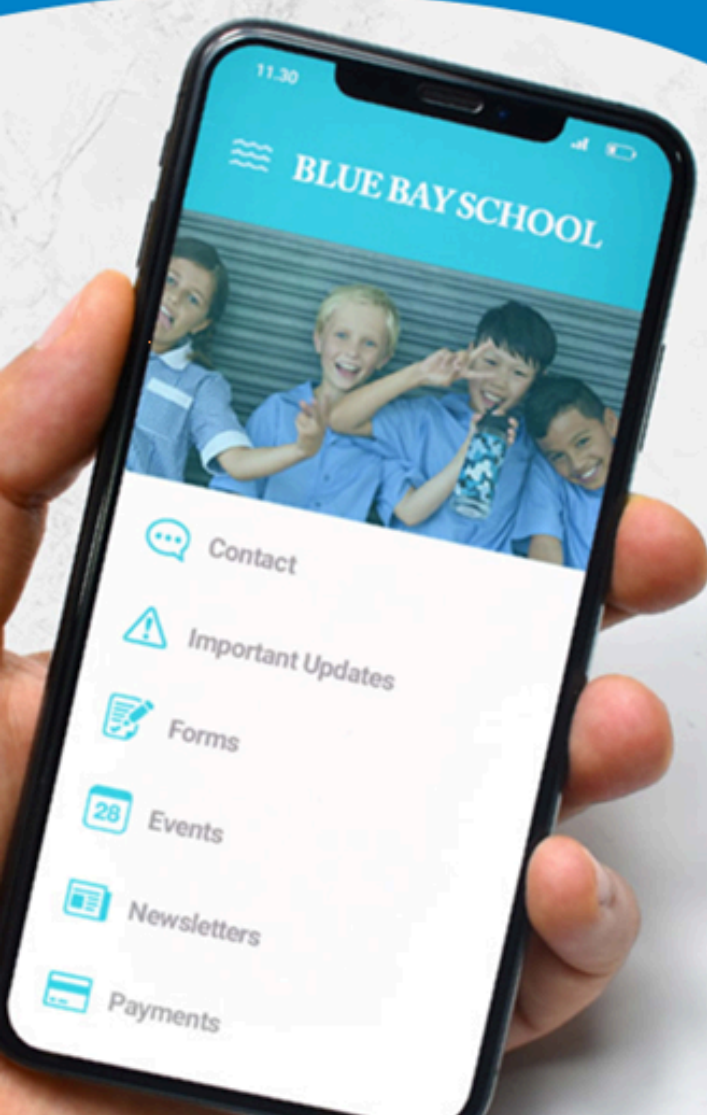 11.30
BLUE BAY SCHOOL
Contact
Important Updates
Forms
28
Events
Newsletters
Payments